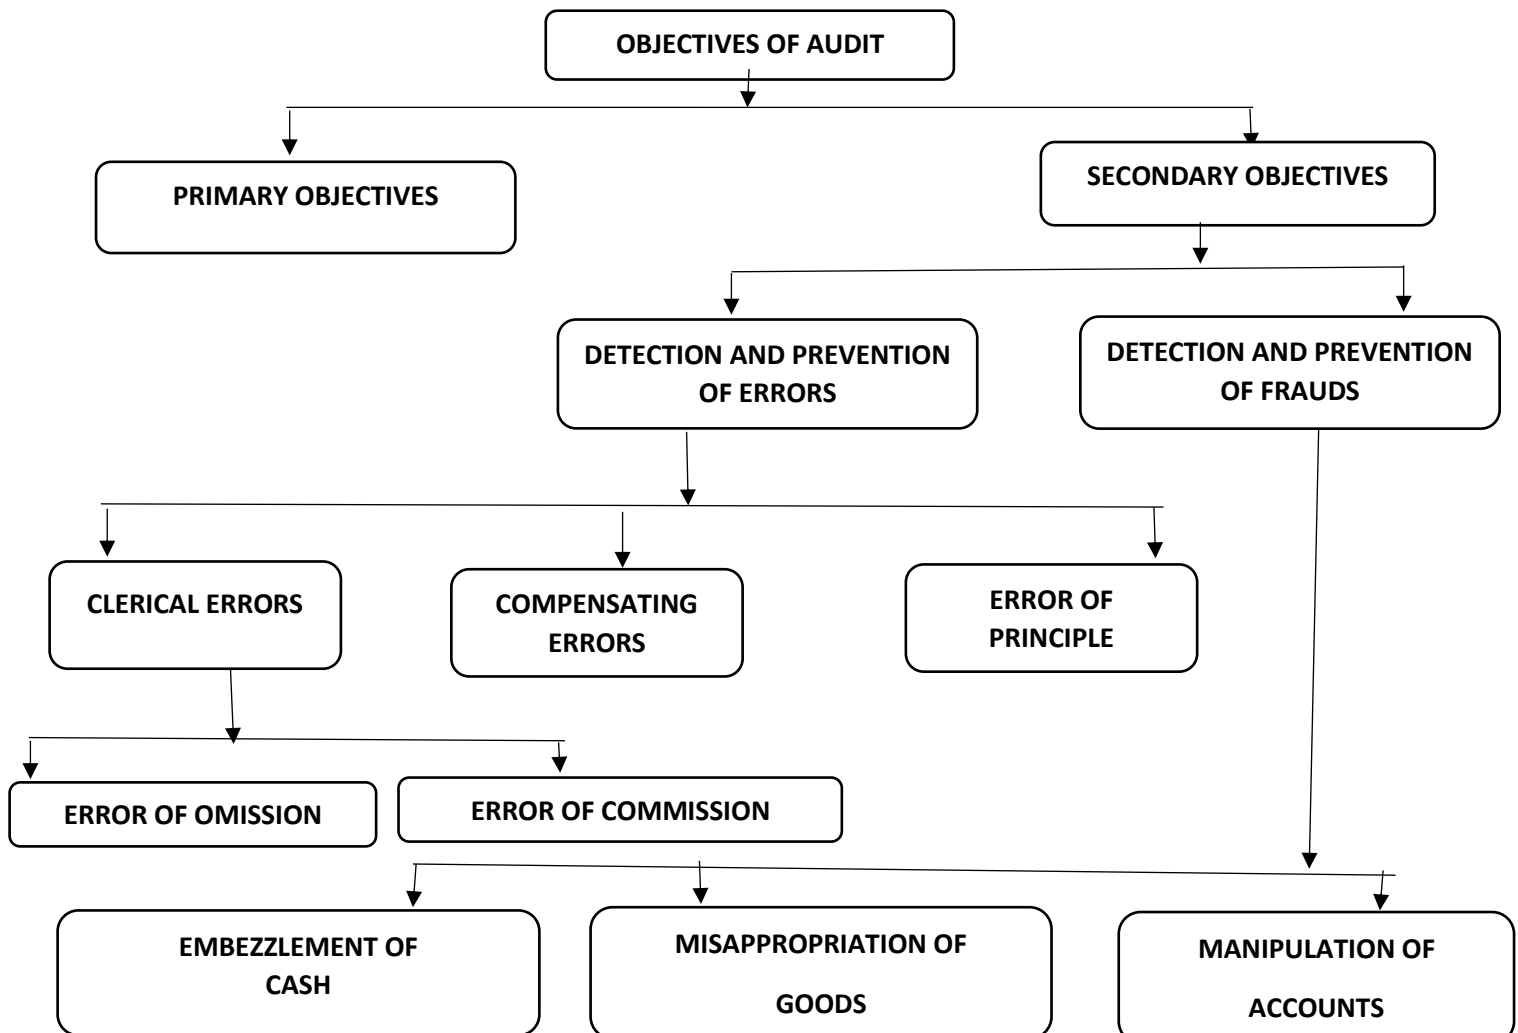 OBJECTIVES OF AUDIT
PRIMARY OBJECTIVES
SECONDARY OBJECTIVES
DETECTION AND PREVENTION
OF ERRORS
DETECTION AND PREVENTION
OF FRAUDS
CLERICAL ERRORS
COMPENSATING
ERRORS
ERROR OF
PRINCIPLE
ERROR OF OMISSION
ERROR OF COMMISSION
EMBEZZLEMENT OF
CASH
MISAPPROPRIATION OF
GOODS
MANIPULATION OF
ACCOUNTS